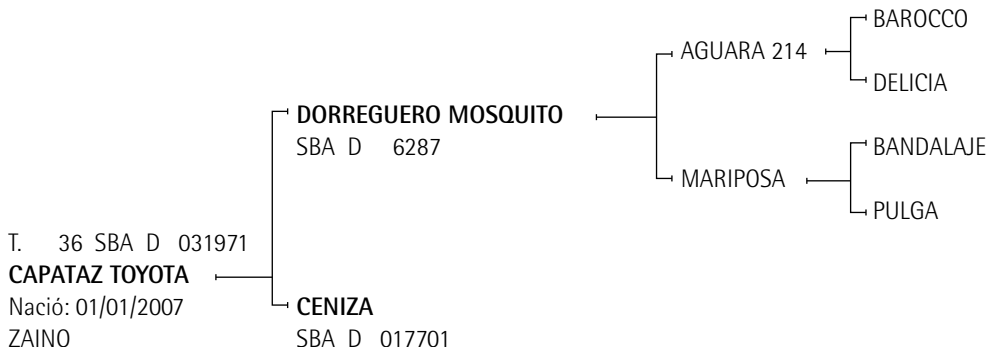 BAROCCO
AGUARA 214
DELICIA
DORREGUERO MOSQUITO
SBA D 6287
BANDALAJE
MARIPOSA
PULGA
T. 36 SBA D 031971
CAPATAZ TOYOTA
Nació: 01/01/2007
ZAINO
CENIZA
SBA D 017701